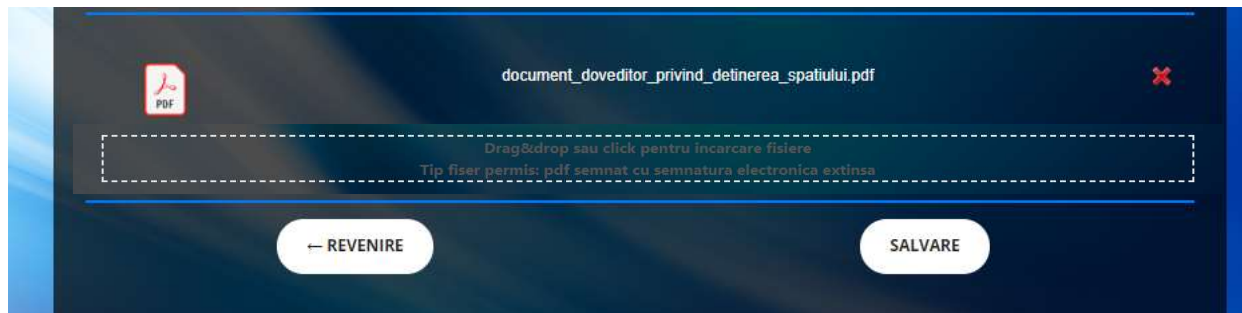 document_doveditor_privind_detinerea_spatiului.pdf
PDF
Drag&drop sau click pentru incarcare fisiere
Tip fiser permis: pdf semnat cu semnatura electronica extinsa
← REVENIRE
SALVARE